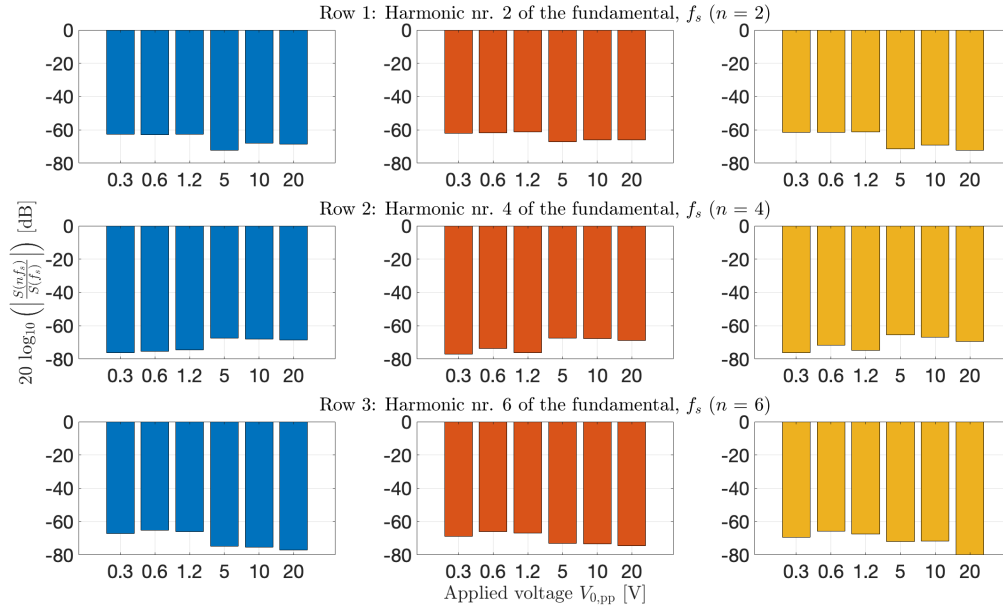 Row 1: Harmonic nr. 2 of the fundamental, f_s (n = 2)
0 0 0
-20 -20 -20
-40 -40 -40
-60 -60 -60
-80 -80 -80
0.3 0.6 1.2 5 10 20 0.3 0.6 1.2 5 10 20 0.3 0.6 1.2 5 10 20
Row 2: Harmonic nr. 4 of the fundamental, f_s (n = 4)
20 log₁₀ (|S(nf_s)/S(f_s)|) [dB]
0 0 0
-20 -20 -20
-40 -40 -40
-60 -60 -60
-80 -80 -80
0.3 0.6 1.2 5 10 20 0.3 0.6 1.2 5 10 20 0.3 0.6 1.2 5 10 20
Row 3: Harmonic nr. 6 of the fundamental, f_s (n = 6)
0 0 0
-20 -20 -20
-40 -40 -40
-60 -60 -60
-80 -80 -80
0.3 0.6 1.2 5 10 20 0.3 0.6 1.2 5 10 20 0.3 0.6 1.2 5 10 20
Applied voltage V_{0,pp} [V]